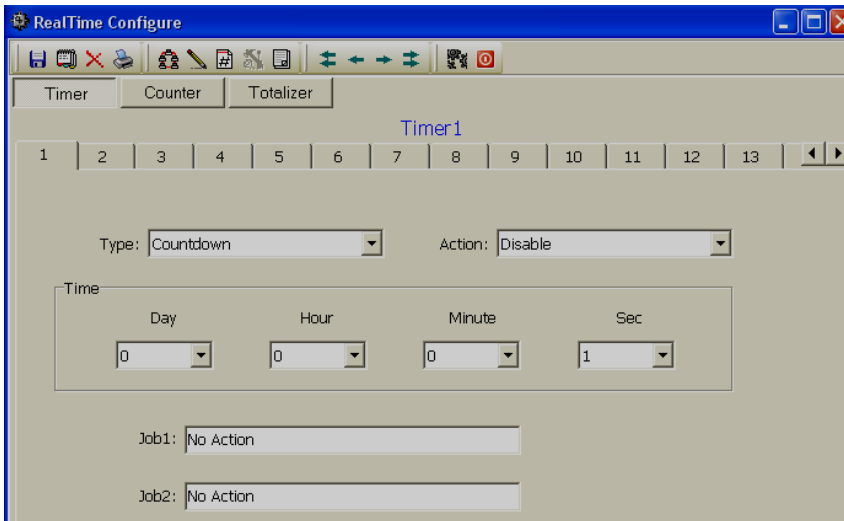 RealTime Configure
Timer Counter Totalizer
Timer1
1 2 3 4 5 6 7 8 9 10 11 12 13
Type: Countdown Action: Disable
Time
Day Hour Minute Sec
0 0 0 1
Job1: No Action
Job2: No Action